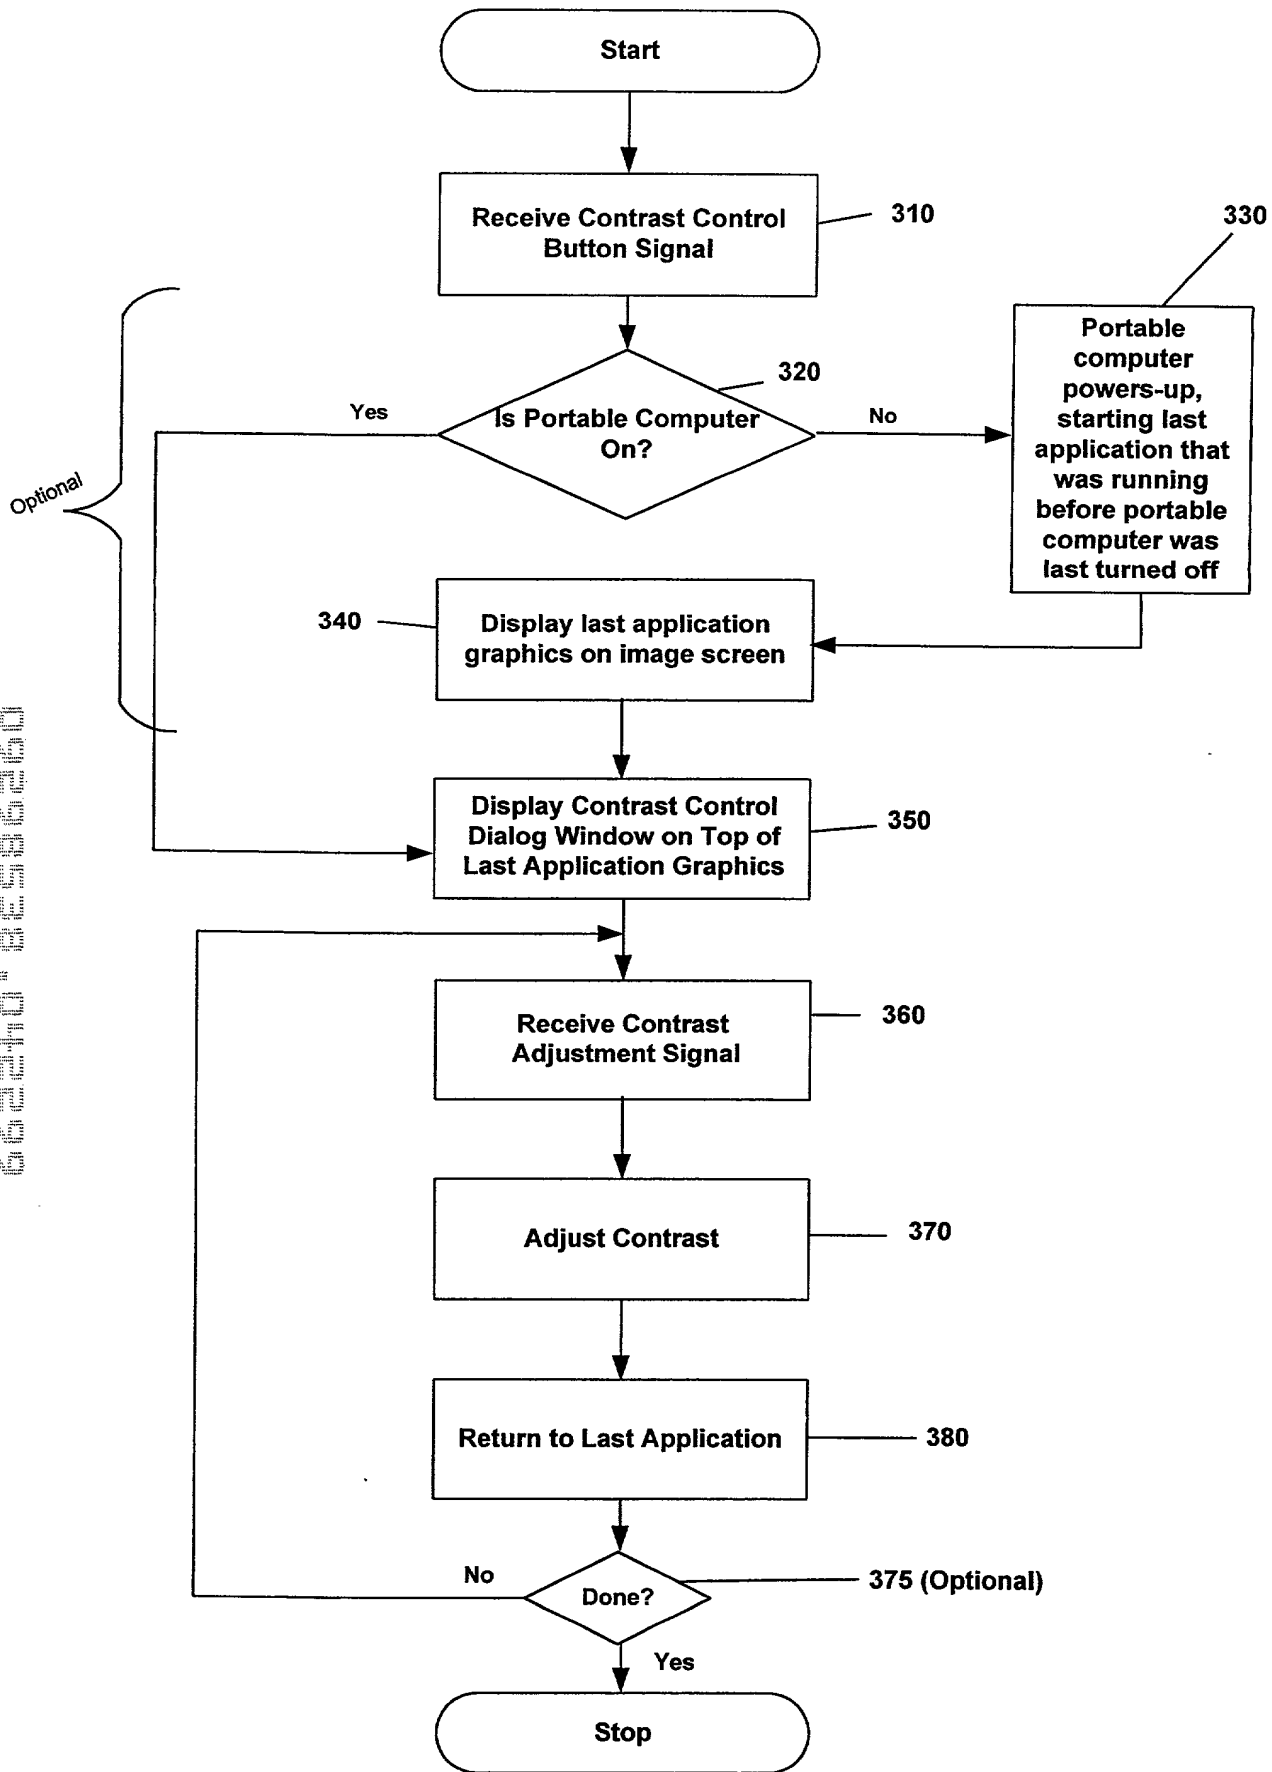 Start
Receive Contrast Control
Button Signal
310
330
Portable
computer
powers-up,
starting last
application that
was running
before portable
computer was
last turned off
320
Yes
Is Portable Computer
On?
No
Optional
340
Display last application
graphics on image screen
Display Contrast Control
Dialog Window on Top of
Last Application Graphics
350
Receive Contrast
Adjustment Signal
360
Adjust Contrast
370
Return to Last Application
380
No
Done?
375 (Optional)
Yes
Stop